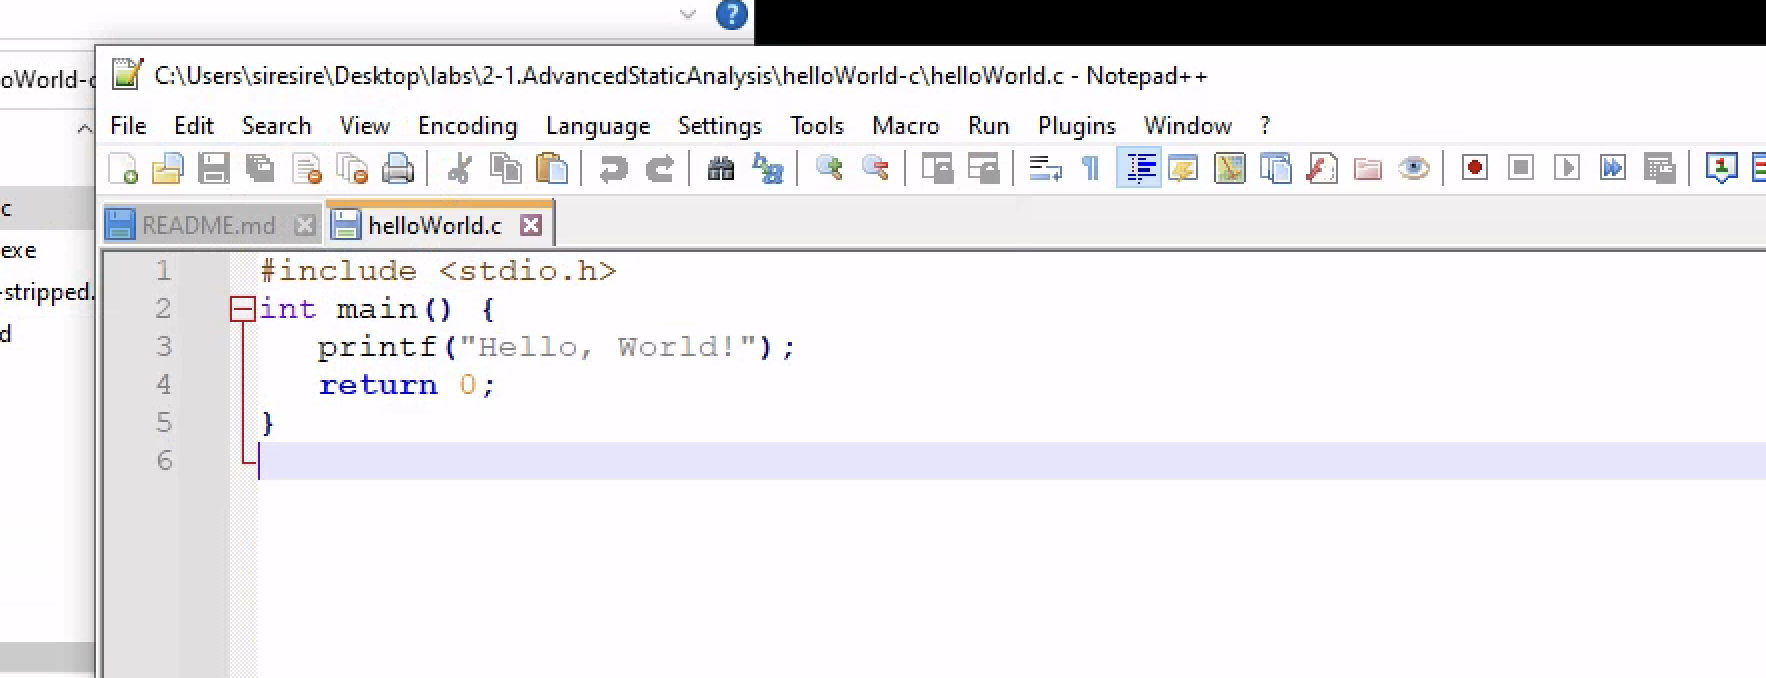 oWorld-c
C:\Users\siresire\Desktop\labs\2-1.AdvancedStaticAnalysis\helloWorld-c\helloWorld.c - Notepad++
File Edit Search View Encoding Language Settings Tools Macro Run Plugins Window ?
c
exe
-stripped.
d
README.md helloWorld.c
1 #include <stdio.h>
2 int main() {
3 printf("Hello, World!");
4 return 0;
5 }
6